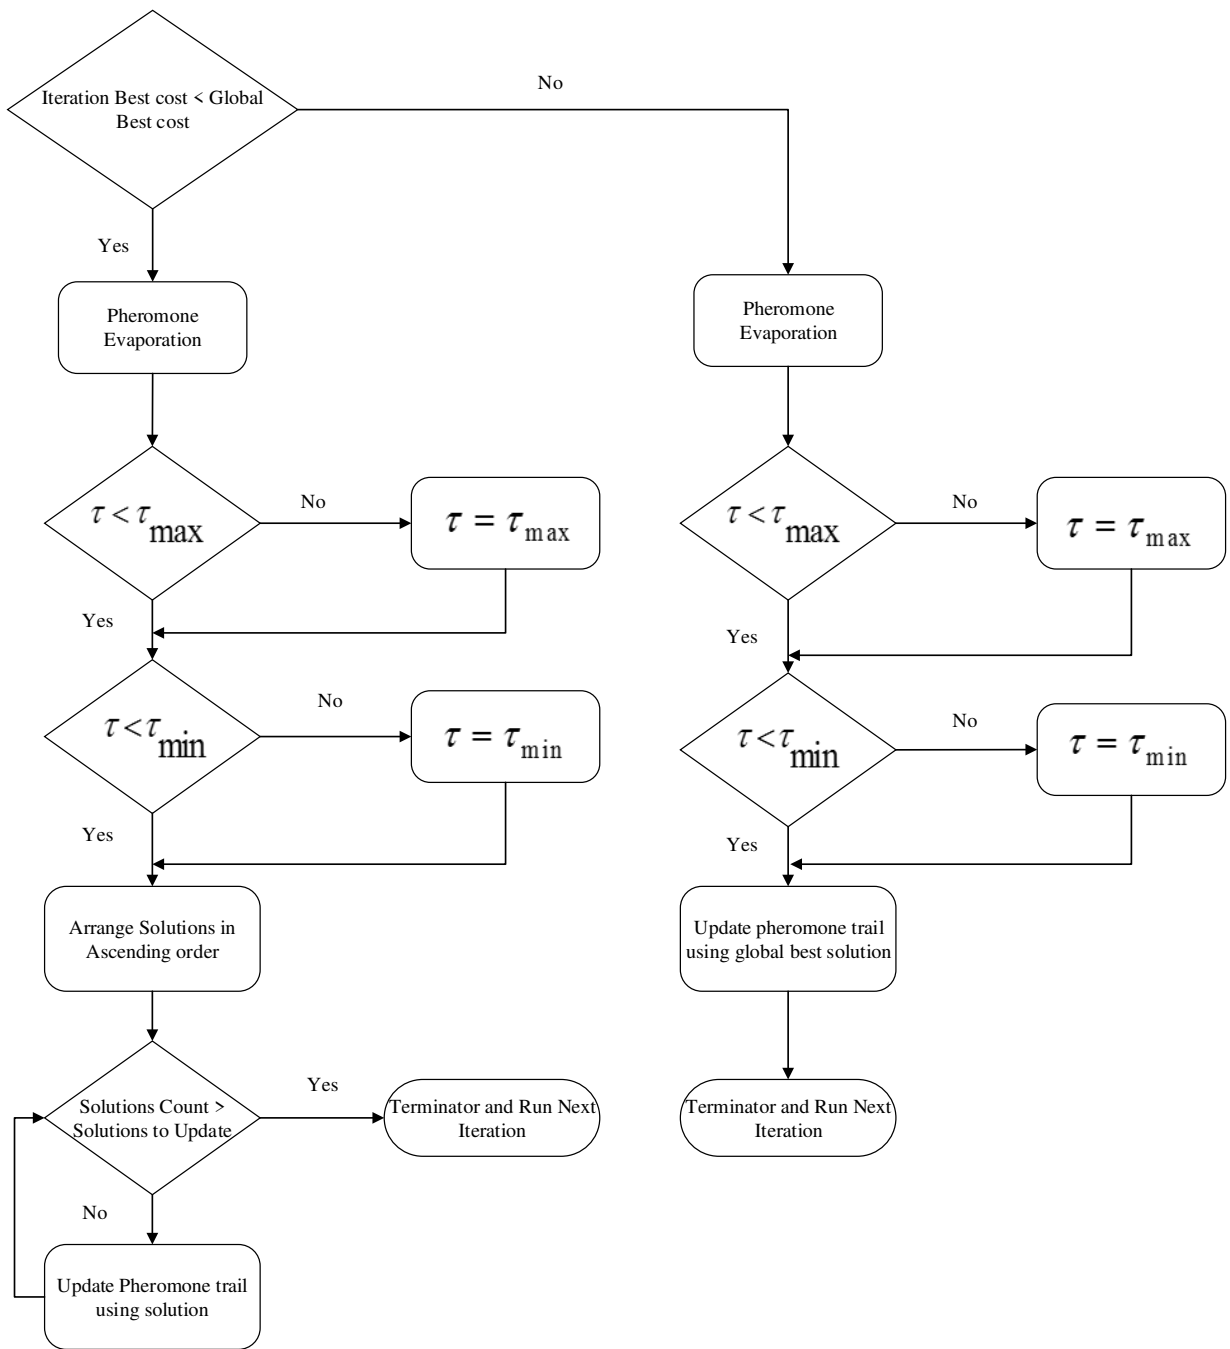 Iteration Best cost < Global
Best cost
No
Yes
Pheromone
Evaporation
Pheromone
Evaporation
τ < τmax
No
τ = τmax
τ < τmax
No
τ = τmax
Yes
Yes
τ < τmin
No
τ = τmin
τ < τmin
No
τ = τmin
Yes
Yes
Arrange Solutions in
Ascending order
Update pheromone trail
using global best solution
Solutions Count >
Solutions to Update
Yes
Terminator and Run Next
Iteration
Terminator and Run Next
Iteration
No
Update Pheromone trail
using solution